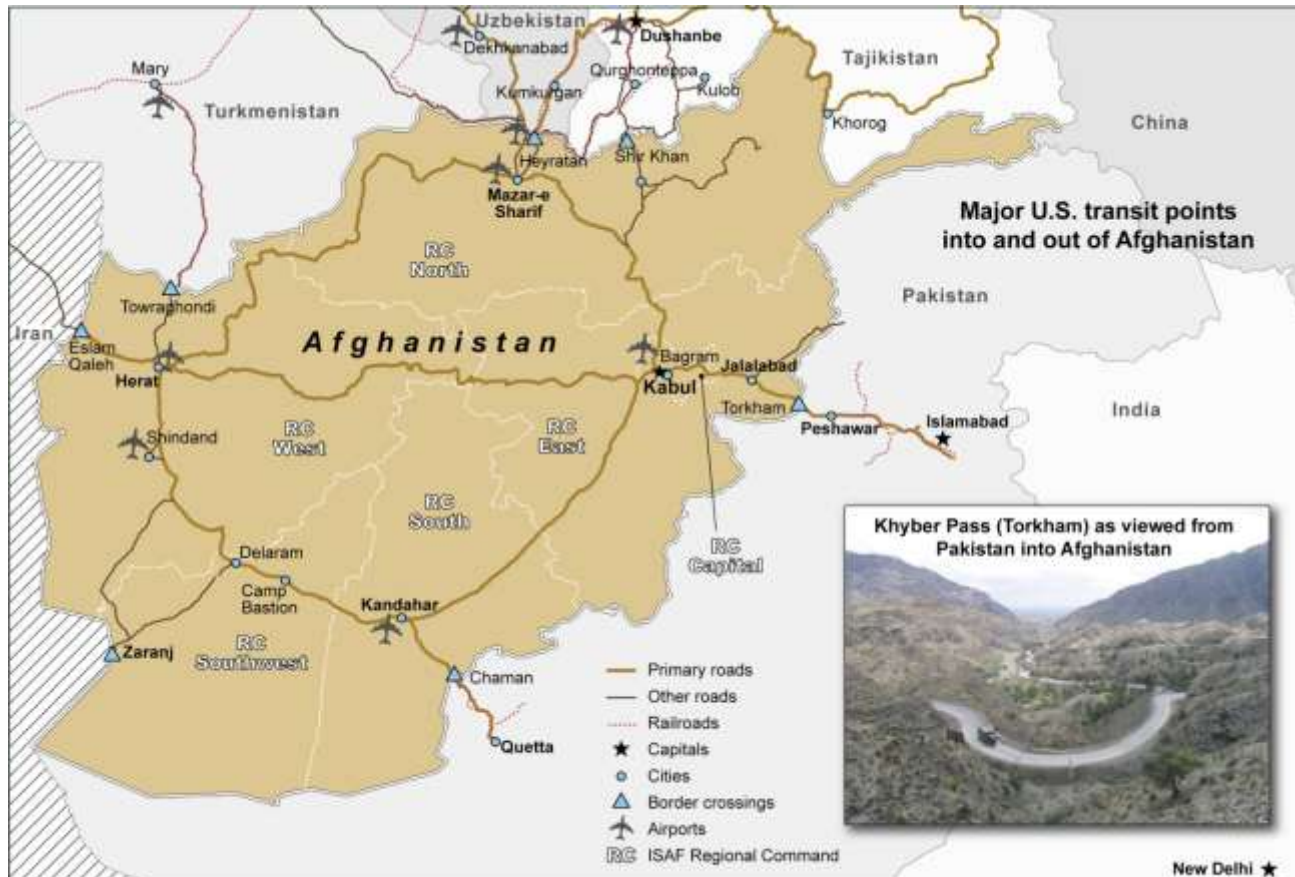 Uzbekistan
Dekhkanabad
Dushanbe
Mary
Qurghonteppa
Tajikistan
Kulob
Kumkurgan
Turkmenistan
Khorog
China
Heyratan
Shir Khan
Mazar-e
Sharif
Major U.S. transit points
into and out of Afghanistan
RC
North
Pakistan
Towraghondi
Iran
Eslam
Qaleh
Afghanistan
Herat
Bagram
Jalalabad
Kabul
Torkham
Peshawar
Islamabad
India
Shindand
RC
West
RC
East
RC
South
RC
Capital
Khyber Pass (Torkham) as viewed from
Pakistan into Afghanistan
Delaram
Camp
Bastion
Kandahar
Zaranj
RC
Southwest
Chaman
Quetta
Primary roads
Other roads
Railroads
Capitals
Cities
Border crossings
Airports
RC ISAF Regional Command
New Delhi